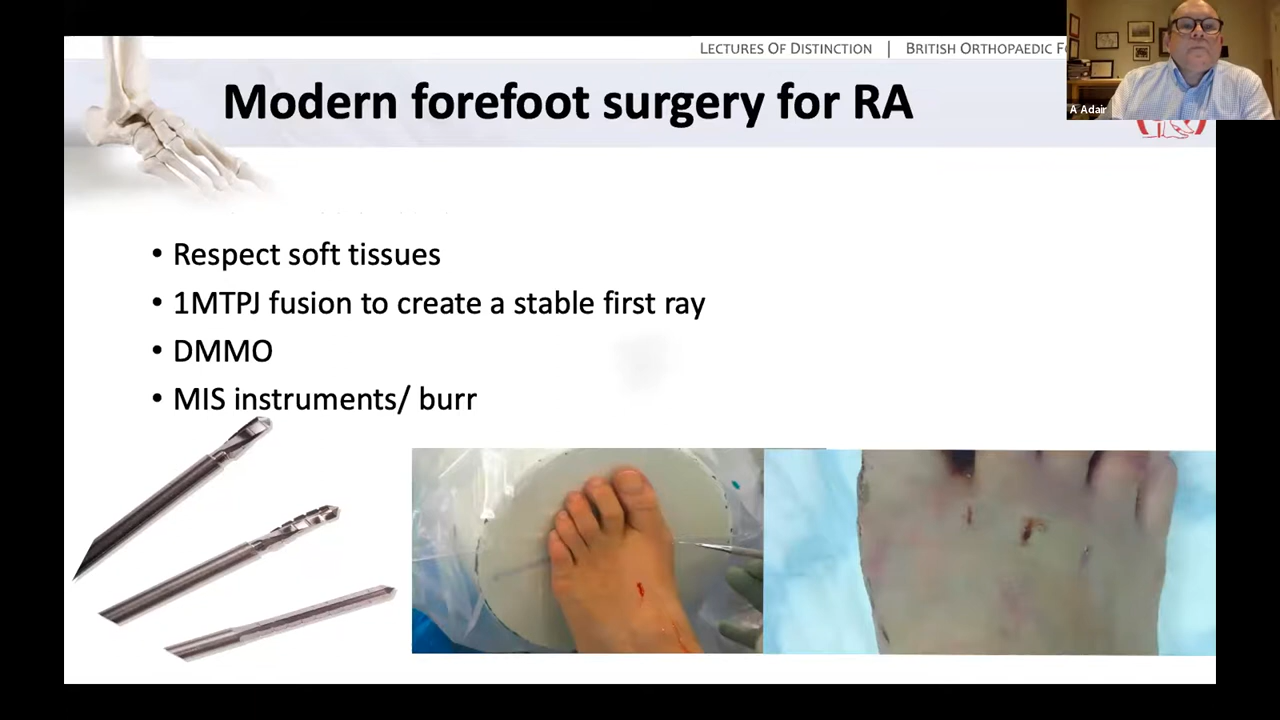 LECTURES OF DISTINCTION | BRITISH ORTHOPAEDIC
A Adair
Modern forefoot surgery for RA
• Respect soft tissues
• 1MTPJ fusion to create a stable first ray
• DMMO
• MIS instruments/ burr